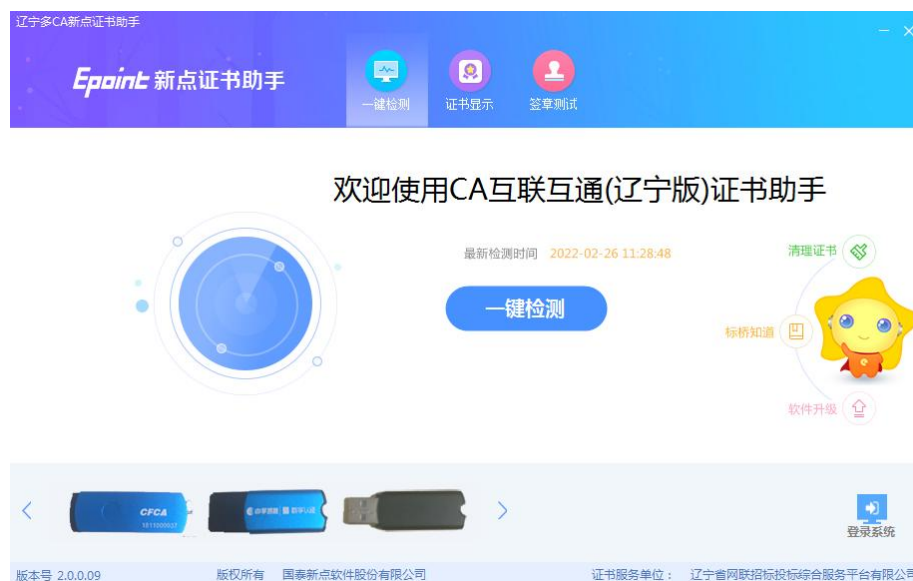 辽宁多CA新点证书助手
Epoint 新点证书助手
一键检测
证书显示
签章测试
欢迎使用CA互联互通(辽宁版)证书助手
最新检测时间 2022-02-26 11:28:48
清理证书
一键检测
标桥知道
软件升级
CFCA
登录系统
版本号 2.0.0.09
版权所有 国泰新点软件股份有限公司
证书服务单位： 辽宁省网联招标投标综合服务平台有限公司